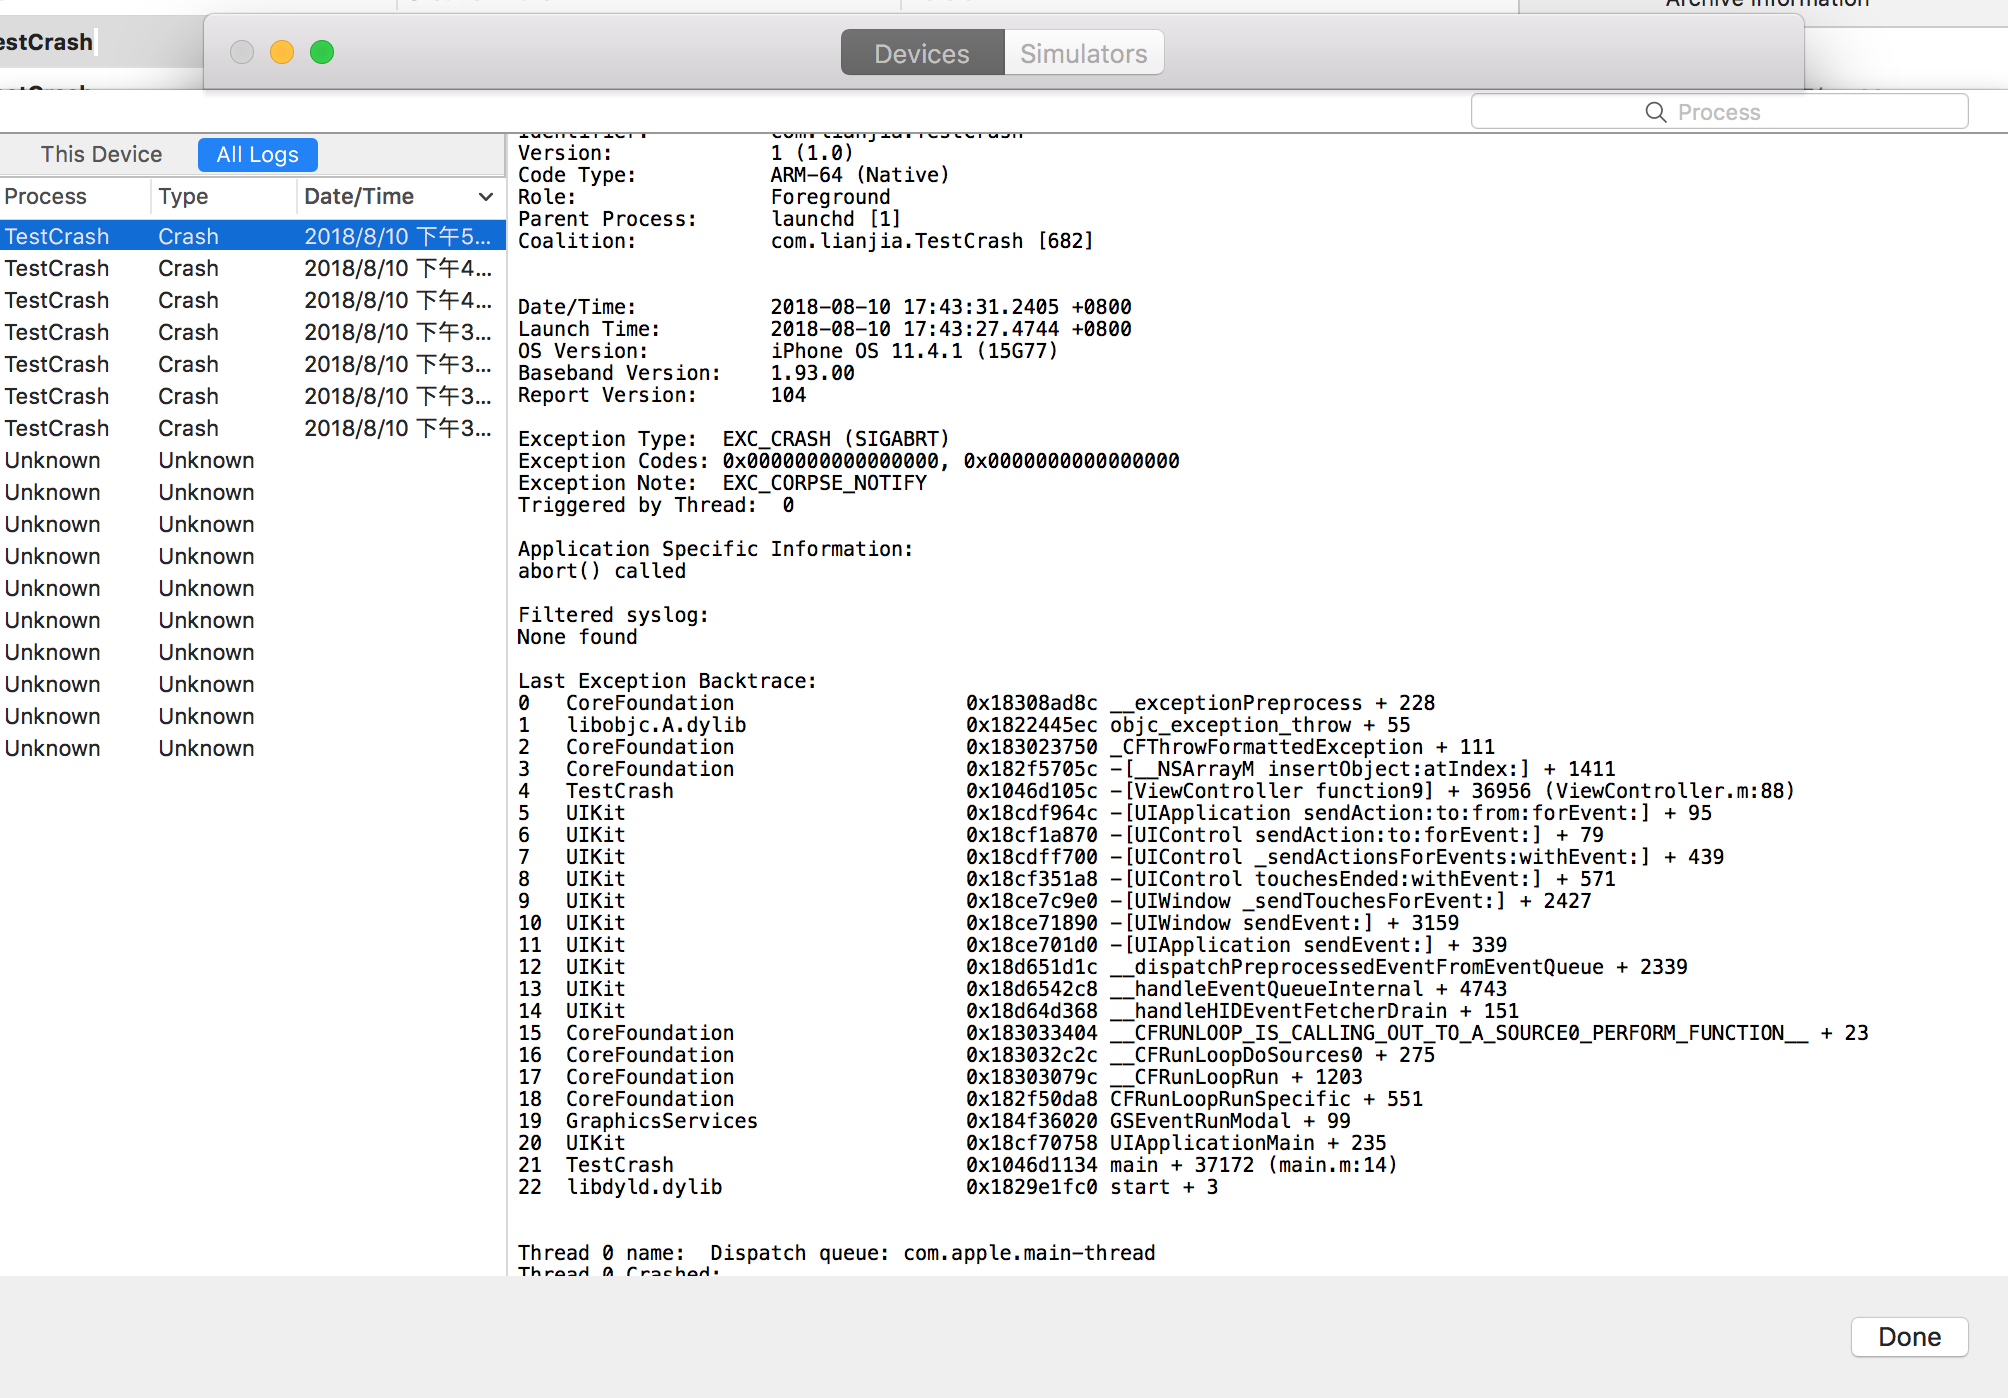 Archive Information
estCrash
Devices
Simulators
Process
This Device
All Logs
Process Type Date/Time
TestCrash Crash 2018/8/10 下午5...
TestCrash Crash 2018/8/10 下午4...
TestCrash Crash 2018/8/10 下午4...
TestCrash Crash 2018/8/10 下午3...
TestCrash Crash 2018/8/10 下午3...
TestCrash Crash 2018/8/10 下午3...
TestCrash Crash 2018/8/10 下午3...
Unknown Unknown
Unknown Unknown
Unknown Unknown
Unknown Unknown
Unknown Unknown
Unknown Unknown
Unknown Unknown
Unknown Unknown
Unknown Unknown
Unknown Unknown
Identifier: com.lianjia.TestCrash
Version: 1 (1.0)
Code Type: ARM-64 (Native)
Role: Foreground
Parent Process: launchd [1]
Coalition: com.lianjia.TestCrash [682]
Date/Time: 2018-08-10 17:43:31.2405 +0800
Launch Time: 2018-08-10 17:43:27.4744 +0800
OS Version: iPhone OS 11.4.1 (15G77)
Baseband Version: 1.93.00
Report Version: 104
Exception Type: EXC_CRASH (SIGABRT)
Exception Codes: 0x0000000000000000, 0x0000000000000000
Exception Note: EXC_CORPSE_NOTIFY
Triggered by Thread: 0
Application Specific Information:
abort() called
Filtered syslog:
None found
Last Exception Backtrace:
0 CoreFoundation 0x18308ad8c __exceptionPreprocess + 228
1 libobjc.A.dylib 0x1822445ec objc_exception_throw + 55
2 CoreFoundation 0x183023750 _CFThrowFormattedException + 111
3 CoreFoundation 0x182f5705c -[__NSArrayM insertObject:atIndex:] + 1411
4 TestCrash 0x1046d105c -[ViewController function9] + 36956 (ViewController.m:88)
5 UIKit 0x18cdf964c -[UIApplication sendAction:to:from:forEvent:] + 95
6 UIKit 0x18cf1a870 -[UIControl sendAction:to:forEvent:] + 79
7 UIKit 0x18cdff700 -[UIControl _sendActionsForEvents:withEvent:] + 439
8 UIKit 0x18cf351a8 -[UIControl touchesEnded:withEvent:] + 571
9 UIKit 0x18ce7c9e0 -[UIWindow _sendTouchesForEvent:] + 2427
10 UIKit 0x18ce71890 -[UIWindow sendEvent:] + 3159
11 UIKit 0x18ce701d0 -[UIApplication sendEvent:] + 339
12 UIKit 0x18d651d1c __dispatchPreprocessedEventFromEventQueue + 2339
13 UIKit 0x18d6542c8 __handleEventQueueInternal + 4743
14 UIKit 0x18d64d368 __handleHIDEventFetcherDrain + 151
15 CoreFoundation 0x183033404 __CFRUNLOOP_IS_CALLING_OUT_TO_A_SOURCE0_PERFORM_FUNCTION__ + 23
16 CoreFoundation 0x183032c2c __CFRunLoopDoSources0 + 275
17 CoreFoundation 0x18303079c __CFRunLoopRun + 1203
18 CoreFoundation 0x182f50da8 CFRunLoopRunSpecific + 551
19 GraphicsServices 0x184f36020 GSEventRunModal + 99
20 UIKit 0x18cf70758 UIApplicationMain + 235
21 TestCrash 0x1046d1134 main + 37172 (main.m:14)
22 libdyld.dylib 0x1829e1fc0 start + 3
Thread 0 name: Dispatch queue: com.apple.main-thread
Thread 0 Crashed:
Done